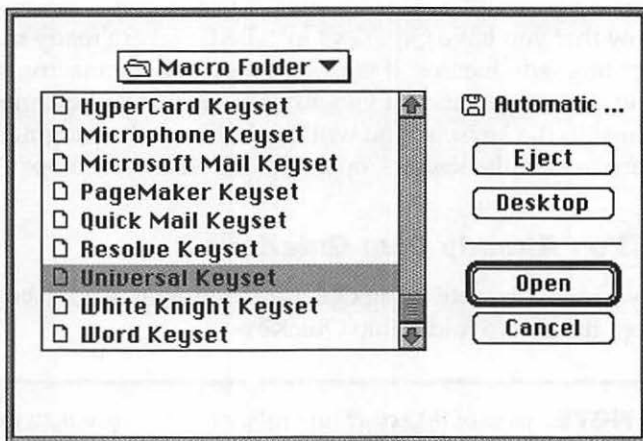 Macro Folder
HyperCard Keyset
Microphone Keyset
Microsoft Mail Keyset
PageMaker Keyset
Quick Mail Keyset
Resolve Keyset
Universal Keyset
White Knight Keyset
Word Keyset
Automatic ...
Eject
Desktop
Open
Cancel